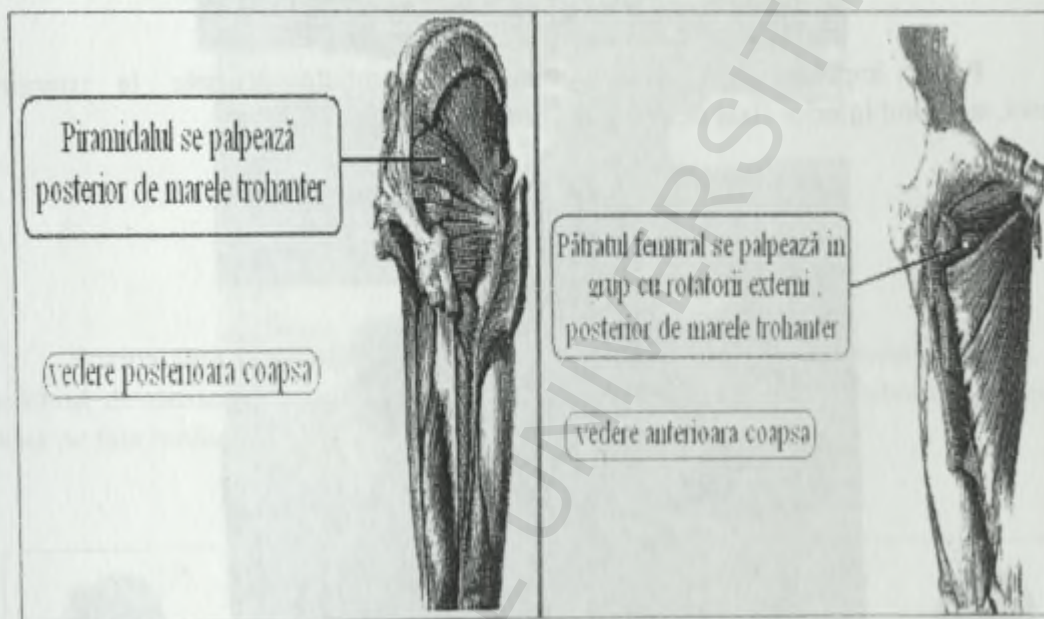 Piramidalul se palpează
posterior de marele trohanter
(vedere posterioara coapsa)
Pătratul femural se palpează in
grup cu rotatorii externi .
posterior de marele trohanter
vedere anterioara coapsa)
UNIVERSIT